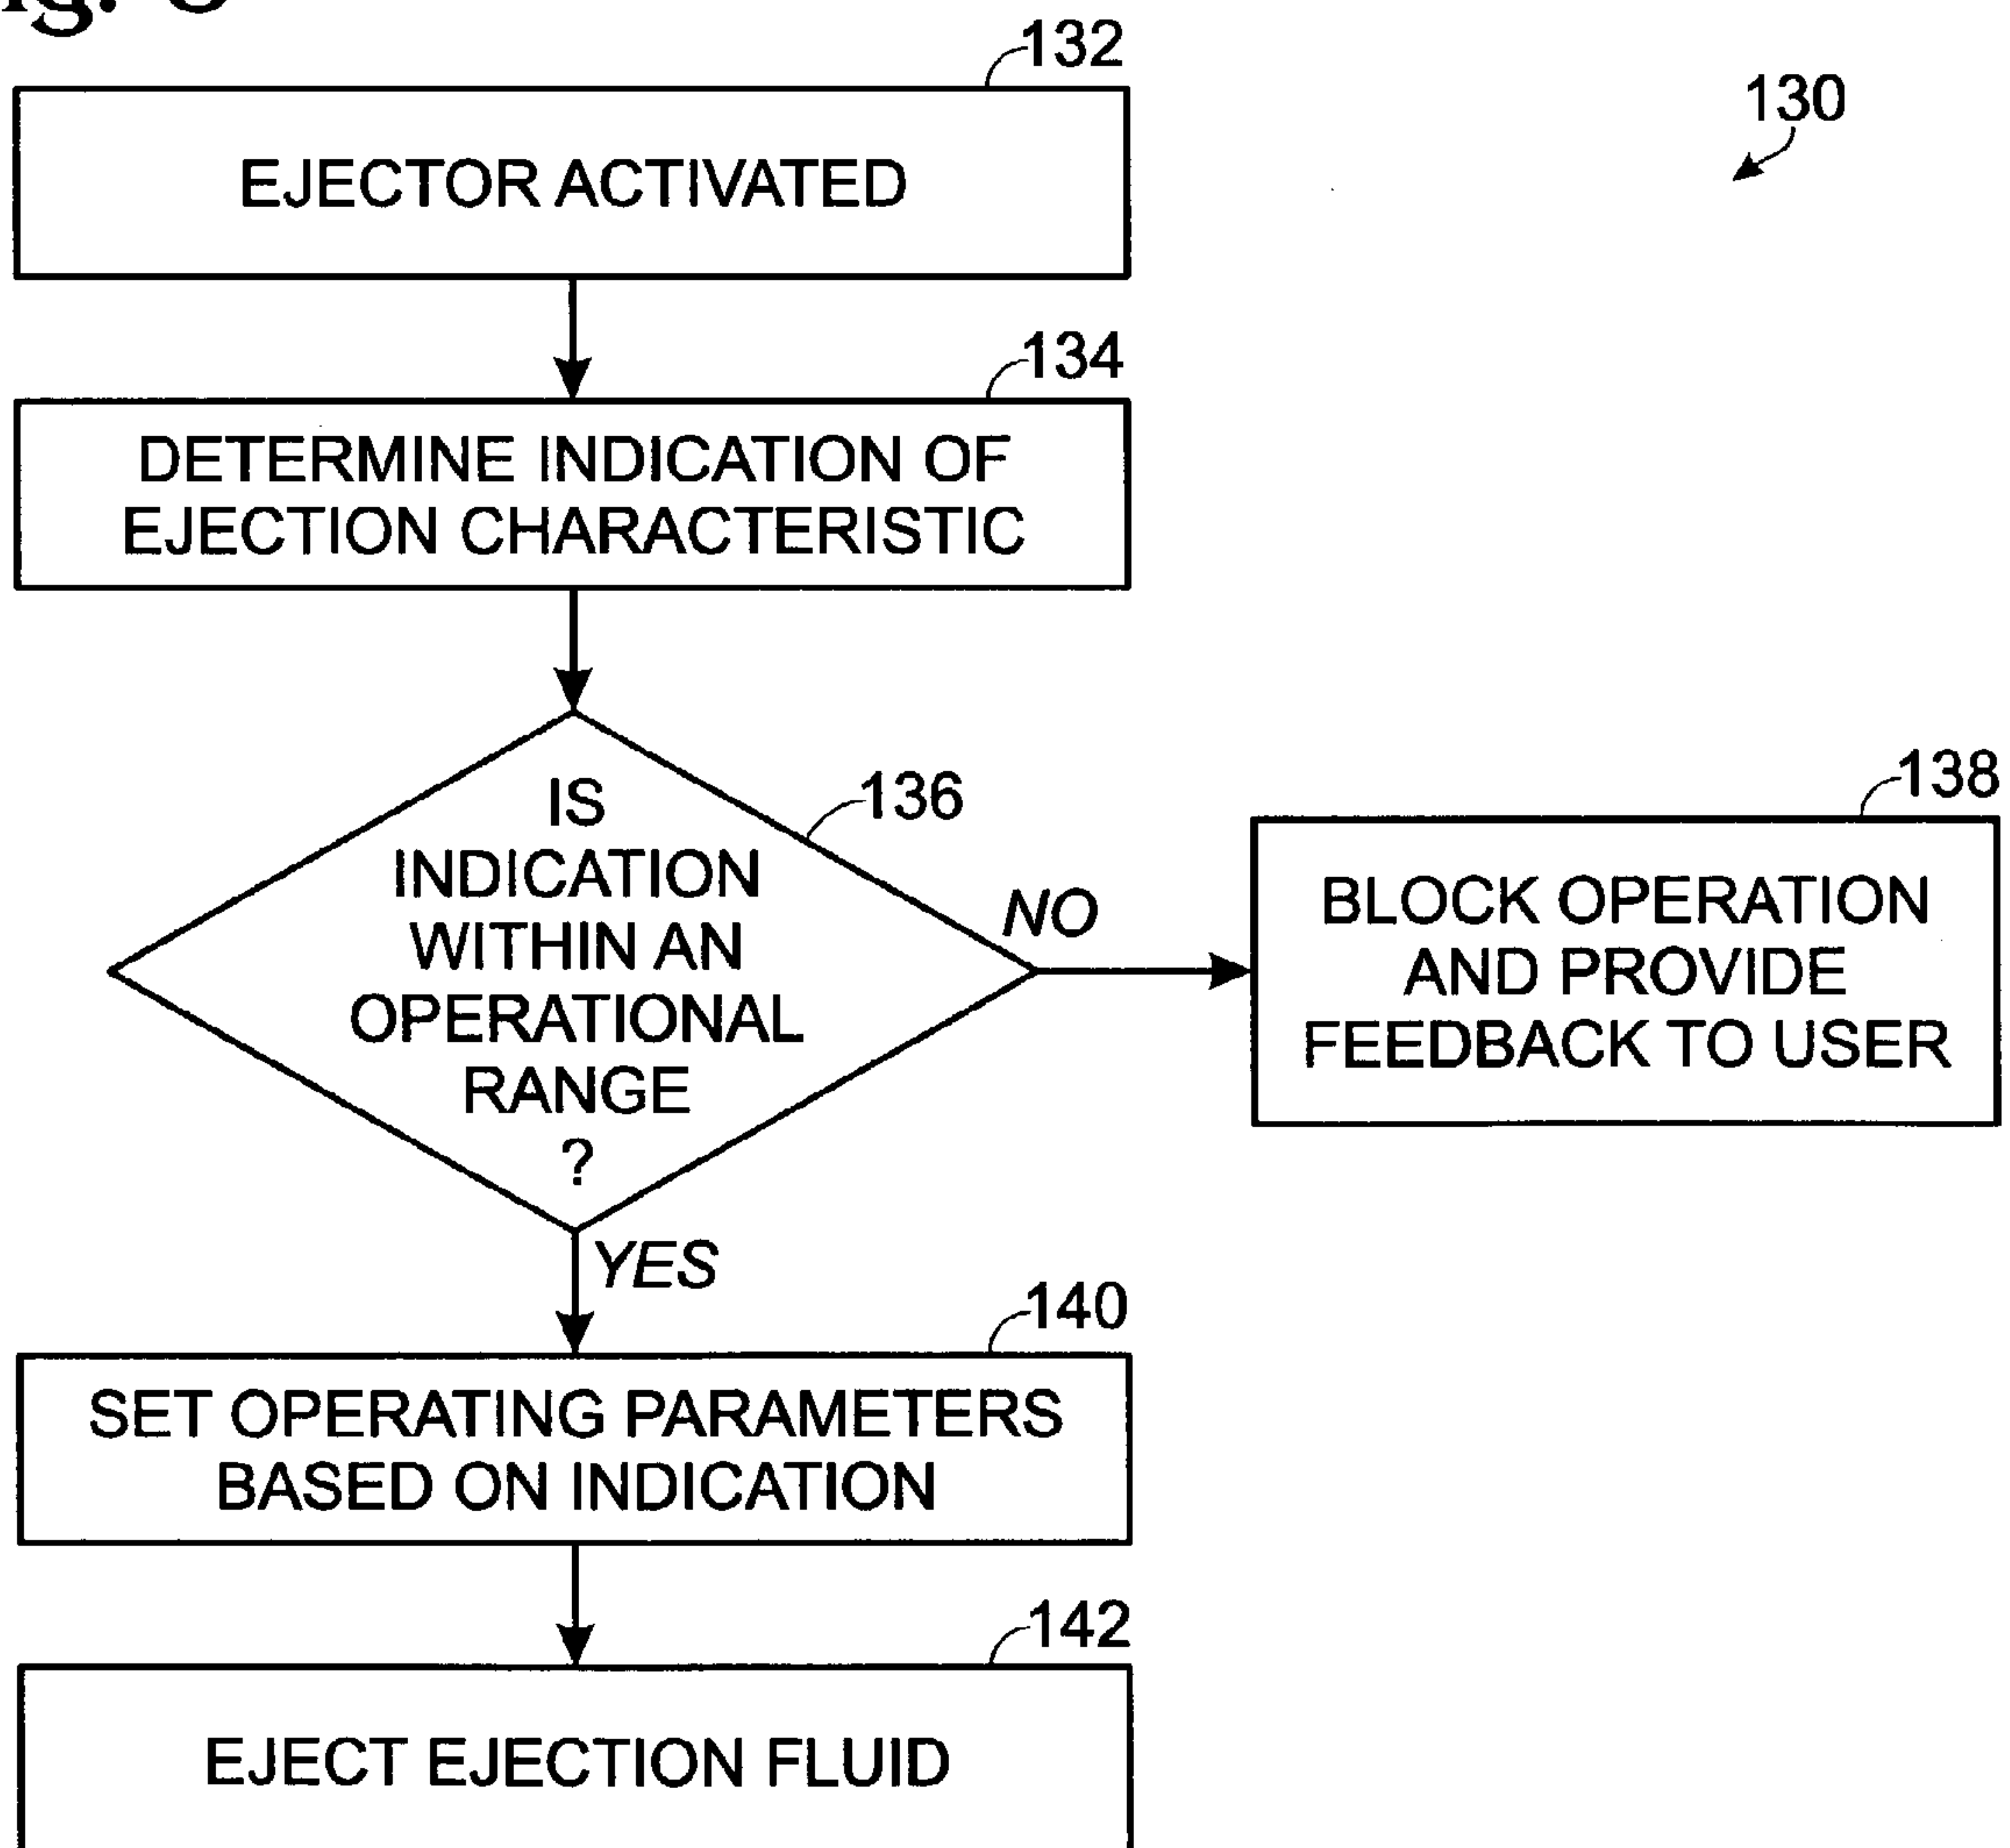 132
130
EJECTOR ACTIVATED
134
DETERMINE INDICATION OF
EJECTION CHARACTERISTIC
136
IS
INDICATION
WITHIN AN
OPERATIONAL
RANGE
?
NO
138
BLOCK OPERATION
AND PROVIDE
FEEDBACK TO USER
YES
140
SET OPERATING PARAMETERS
BASED ON INDICATION
142
EJECT EJECTION FLUID